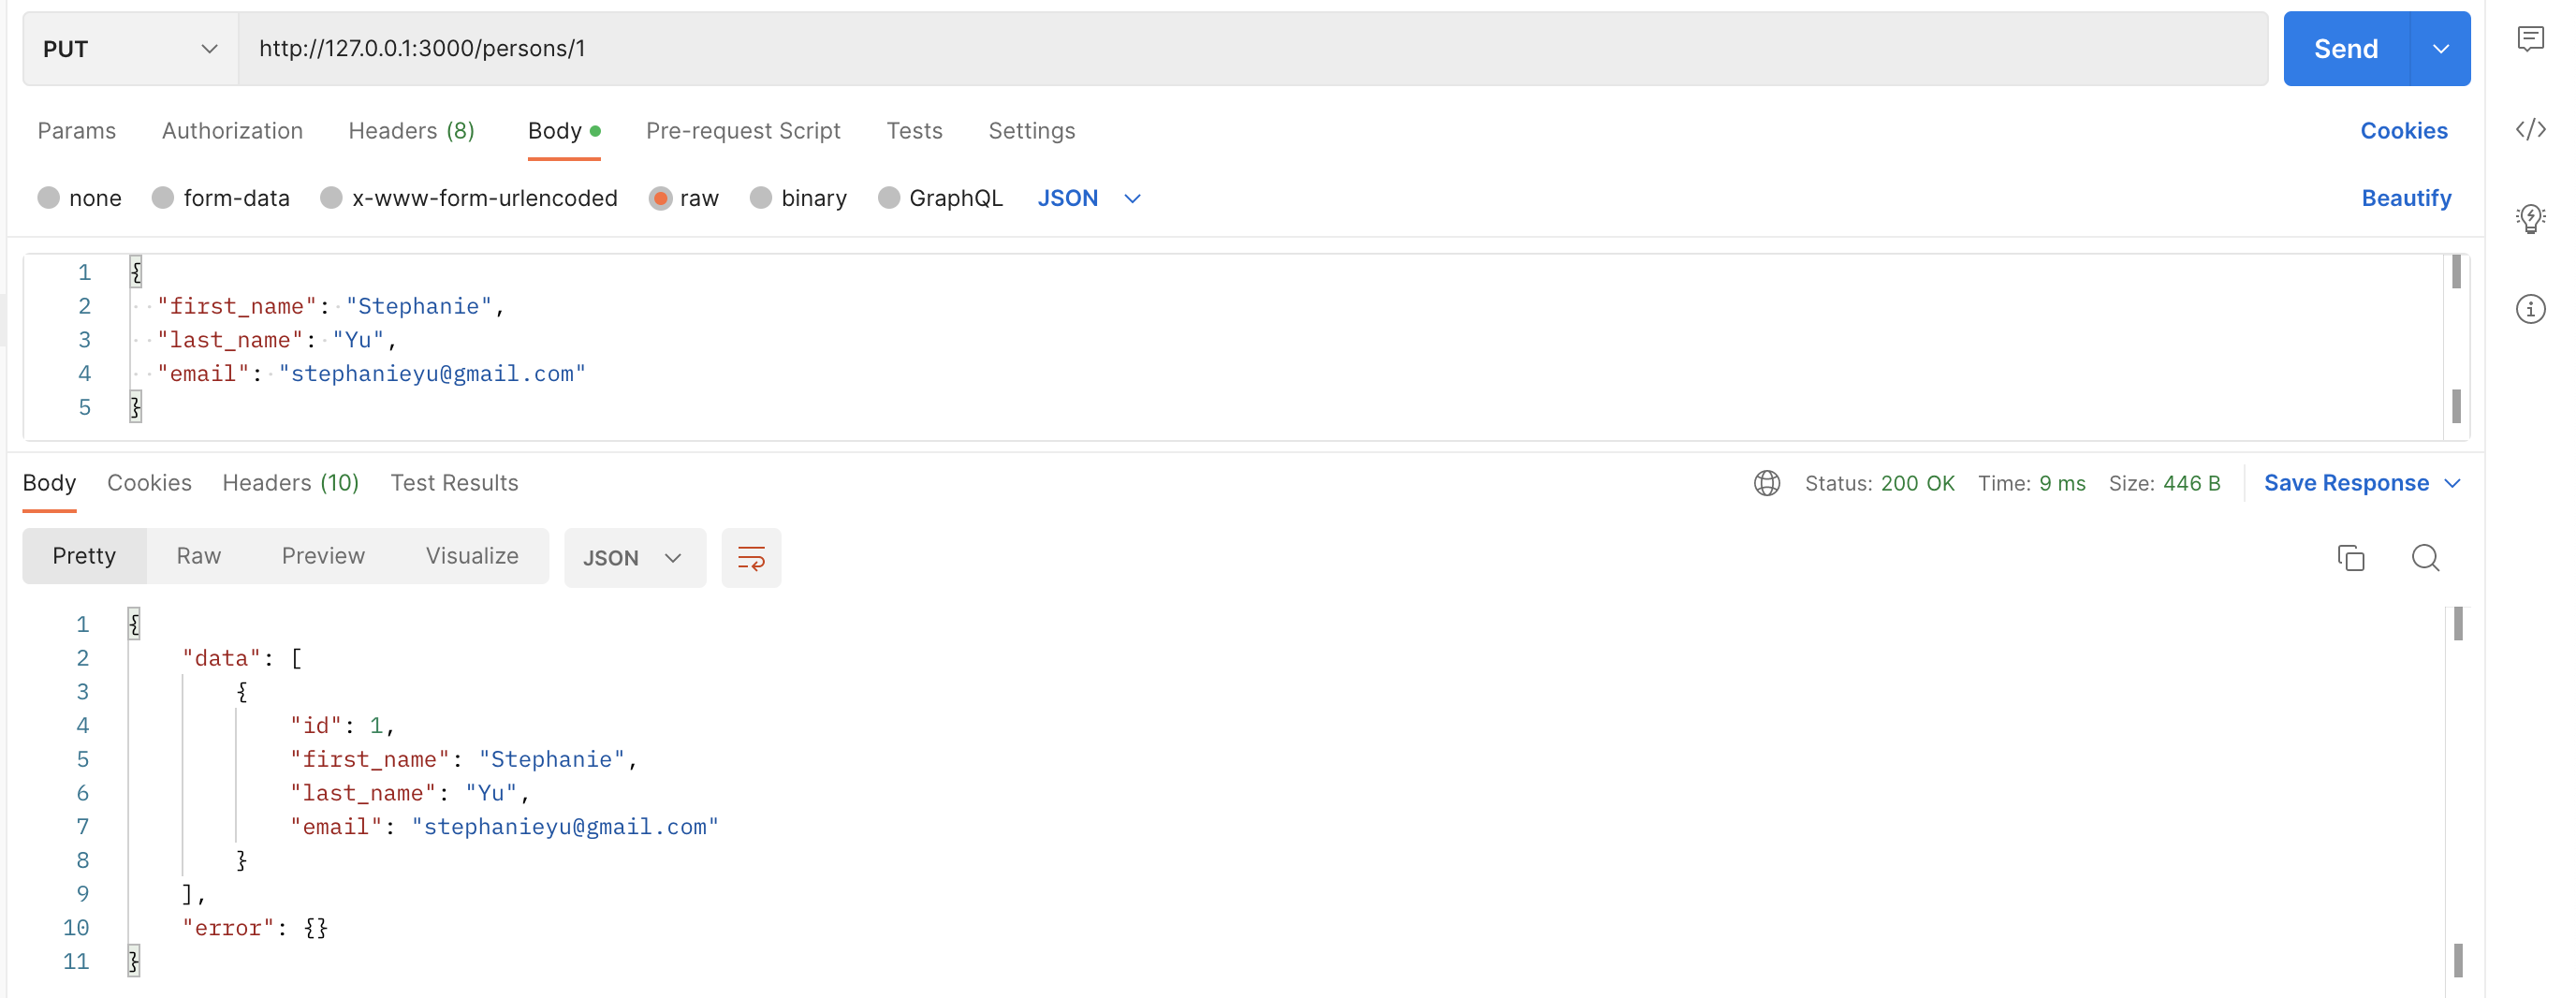 PUT http://127.0.0.1:3000/persons/1 Send
Params Authorization Headers (8) Body Pre-request Script Tests Settings Cookies
none form-data x-www-form-urlencoded raw binary GraphQL JSON Beautify
1 {
2 "first_name": "Stephanie",
3 "last_name": "Yu",
4 "email": "stephanieyu@gmail.com"
5 }
Body Cookies Headers (10) Test Results Status: 200 OK Time: 9 ms Size: 446 B Save Response
Pretty Raw Preview Visualize JSON
1 {
2 "data": [
3 {
4 "id": 1,
5 "first_name": "Stephanie",
6 "last_name": "Yu",
7 "email": "stephanieyu@gmail.com"
8 }
9 ],
10 "error": {}
11 }